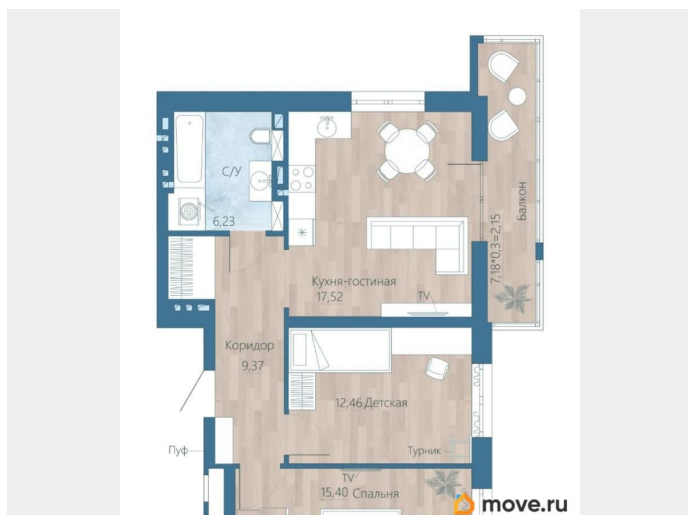 С/У
6,23
Балкон
7,18*0,3=2,15
Кухня-гостиная
17,52
TV
Коридор
9,37
12,46 Детская
Пуф
Турник
TV
15,40 Спальня
move.ru